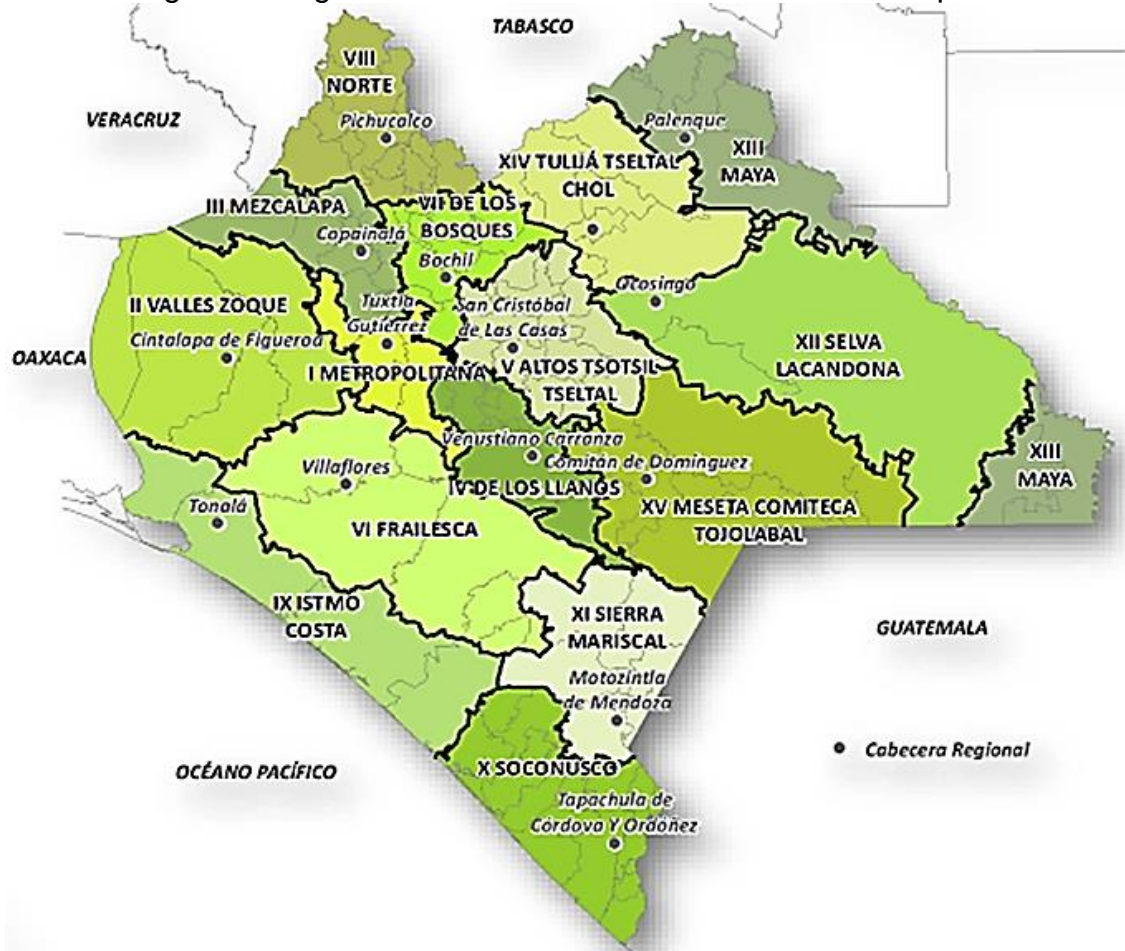 TABASCO
VIII
NORTE
VERACRUZ
Pichucalco
Palenque
XIII
MAYA
XIV TULIJÁ TSELTAL
CHOL
III MEZCALAPA
VII DE LOS
BOSQUES
Copainalá
Bochil
Ocosingo
II VALLES ZOQUE
Tuxtla
Gutiérrez
San Cristóbal
de Las Casas
Cintalapa de Figueroa
OAXACA
XII SELVA
LACANDONA
I METROPOLITANA
V ALTOS TSOTSIL
TSELTAL
Venustiano Carranza
Comitán de Domínguez
XIII
MAYA
Villaflores
IV DE LOS LLANOS
Tonalá
XV MESETA COMITECA
TOJOLABAL
VI FRAILESCA
IX ISTMO
COSTA
XI SIERRA
MARISCAL
GUATEMALA
Motozintla
de Mendoza
Cabecera Regional
OCÉANO PACÍFICO
X SOCONUSCO
Tapachula de
Córdova Y Ordóñez